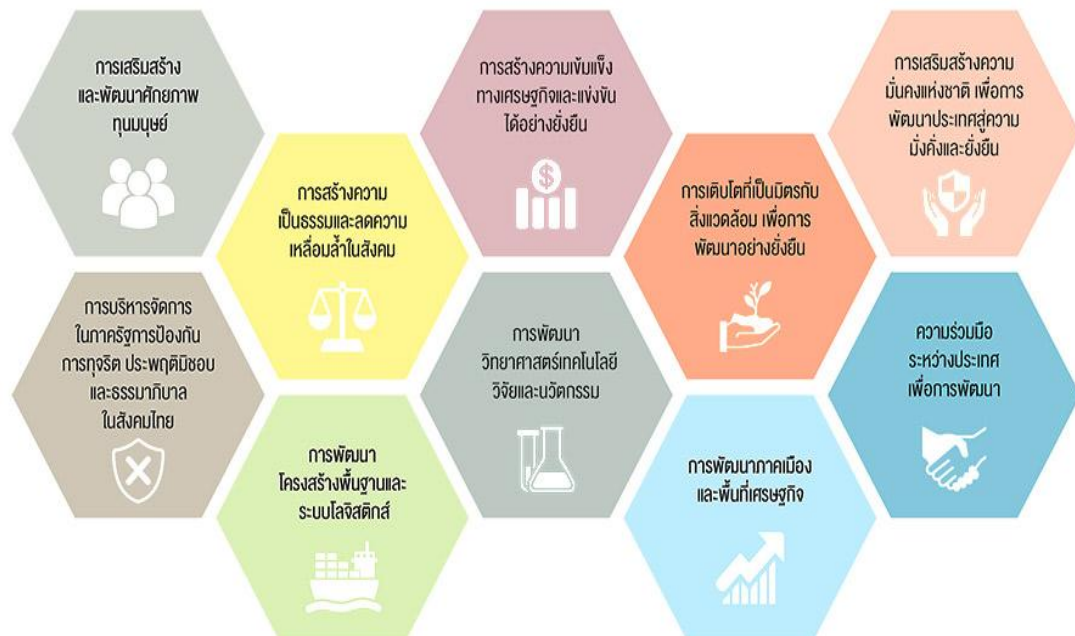 การเสริมสร้าง
และพัฒนาศักยภาพ
ทุนมนุษย์
การสร้างความ
เป็นธรรมและลดความ
เหลื่อมล้ำในสังคม
การสร้างความเข้มแข็ง
ทางเศรษฐกิจและแข่งขัน
ได้อย่างยั่งยืน
การเติบโตที่เป็นมิตรกับ
สิ่งแวดล้อม เพื่อการ
พัฒนาอย่างยั่งยืน
การเสริมสร้างความ
มั่นคงแห่งชาติ เพื่อการ
พัฒนาประเทศสู่ความ
มั่งคั่งและยั่งยืน
การบริหารจัดการ
ในภาครัฐการป้องกัน
การทุจริต ประพฤติมิชอบ
และธรรมาภิบาล
ในสังคมไทย
การพัฒนา
โครงสร้างพื้นฐานและ
ระบบโลจิสติกส์
การพัฒนา
วิทยาศาสตร์เทคโนโลยี
วิจัยและนวัตกรรม
การพัฒนาภาคเมือง
และพื้นที่เศรษฐกิจ
ความร่วมมือ
ระหว่างประเทศ
เพื่อการพัฒนา
$